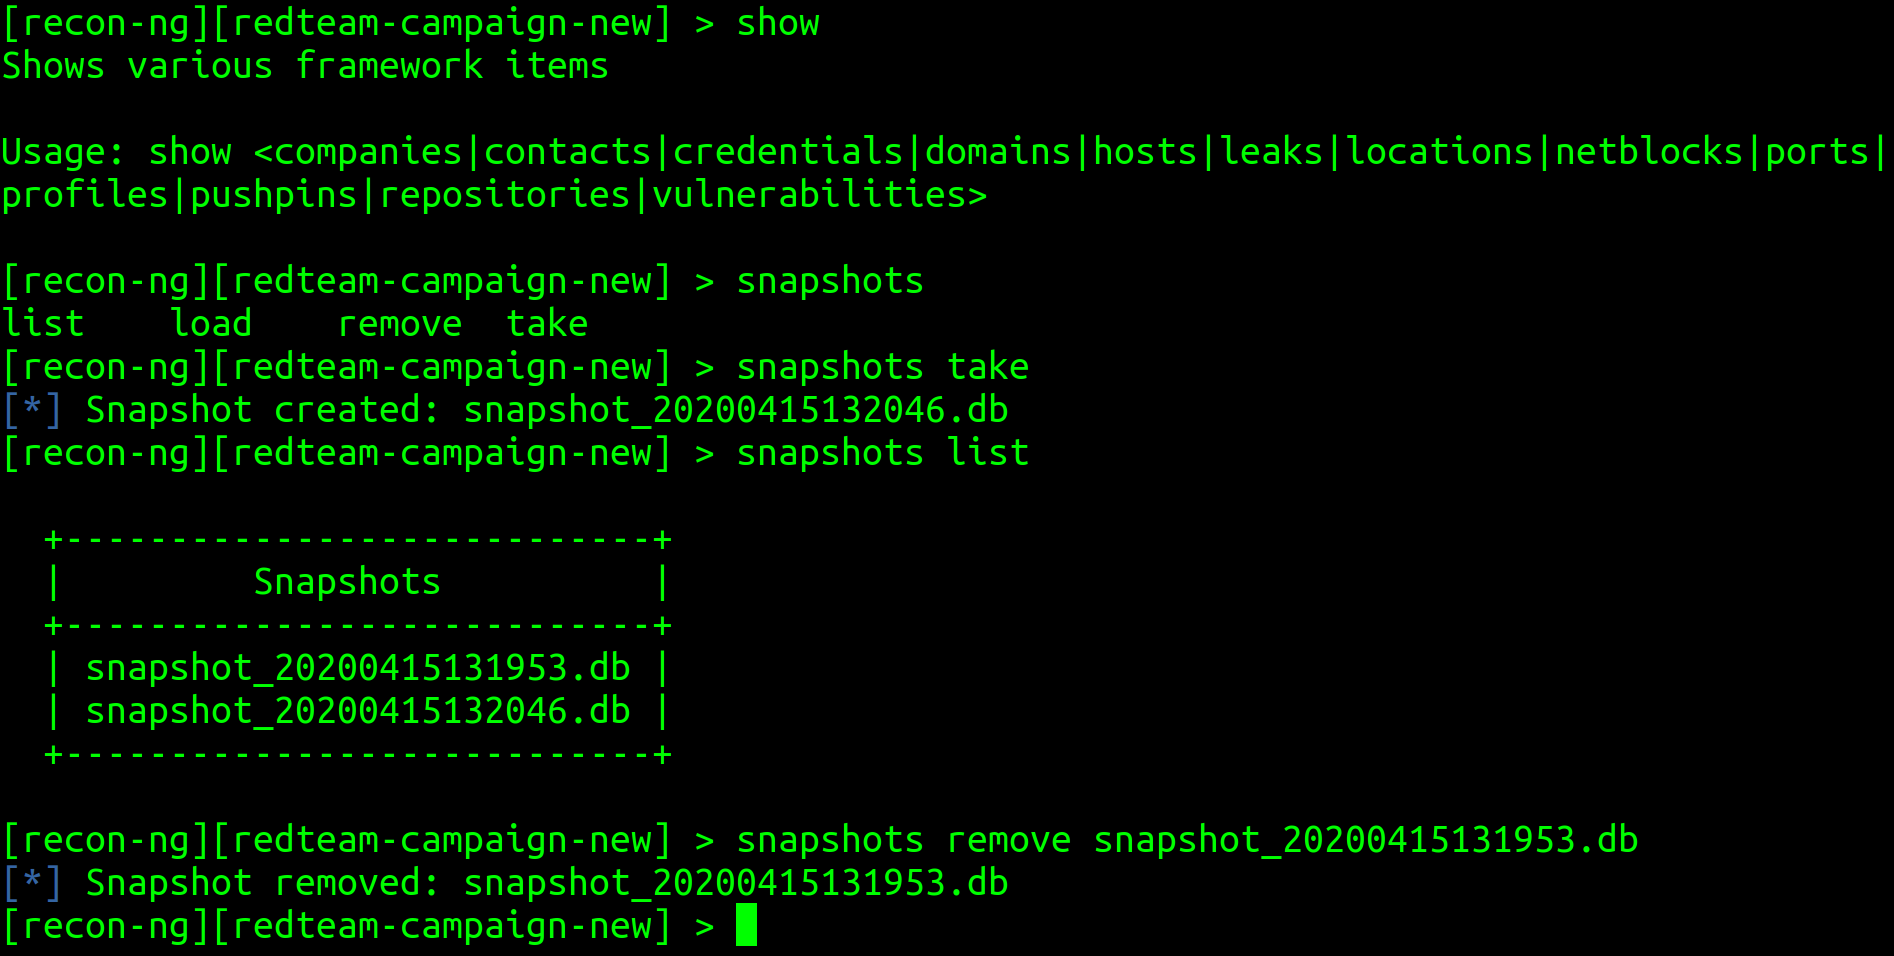 [recon-ng][redteam-campaign-new] > show
Shows various framework items
Usage: show <companies|contacts|credentials|domains|hosts|leaks|locations|netblocks|ports|
profiles|pushpins|repositories|vulnerabilities>
[recon-ng][redteam-campaign-new] > snapshots
list    load    remove  take
[recon-ng][redteam-campaign-new] > snapshots take
[*] Snapshot created: snapshot_20200415132046.db
[recon-ng][redteam-campaign-new] > snapshots list
+----------------------------+
|         Snapshots          |
+----------------------------+
| snapshot_20200415131953.db |
| snapshot_20200415132046.db |
+----------------------------+
[recon-ng][redteam-campaign-new] > snapshots remove snapshot_20200415131953.db
[*] Snapshot removed: snapshot_20200415131953.db
[recon-ng][redteam-campaign-new] >